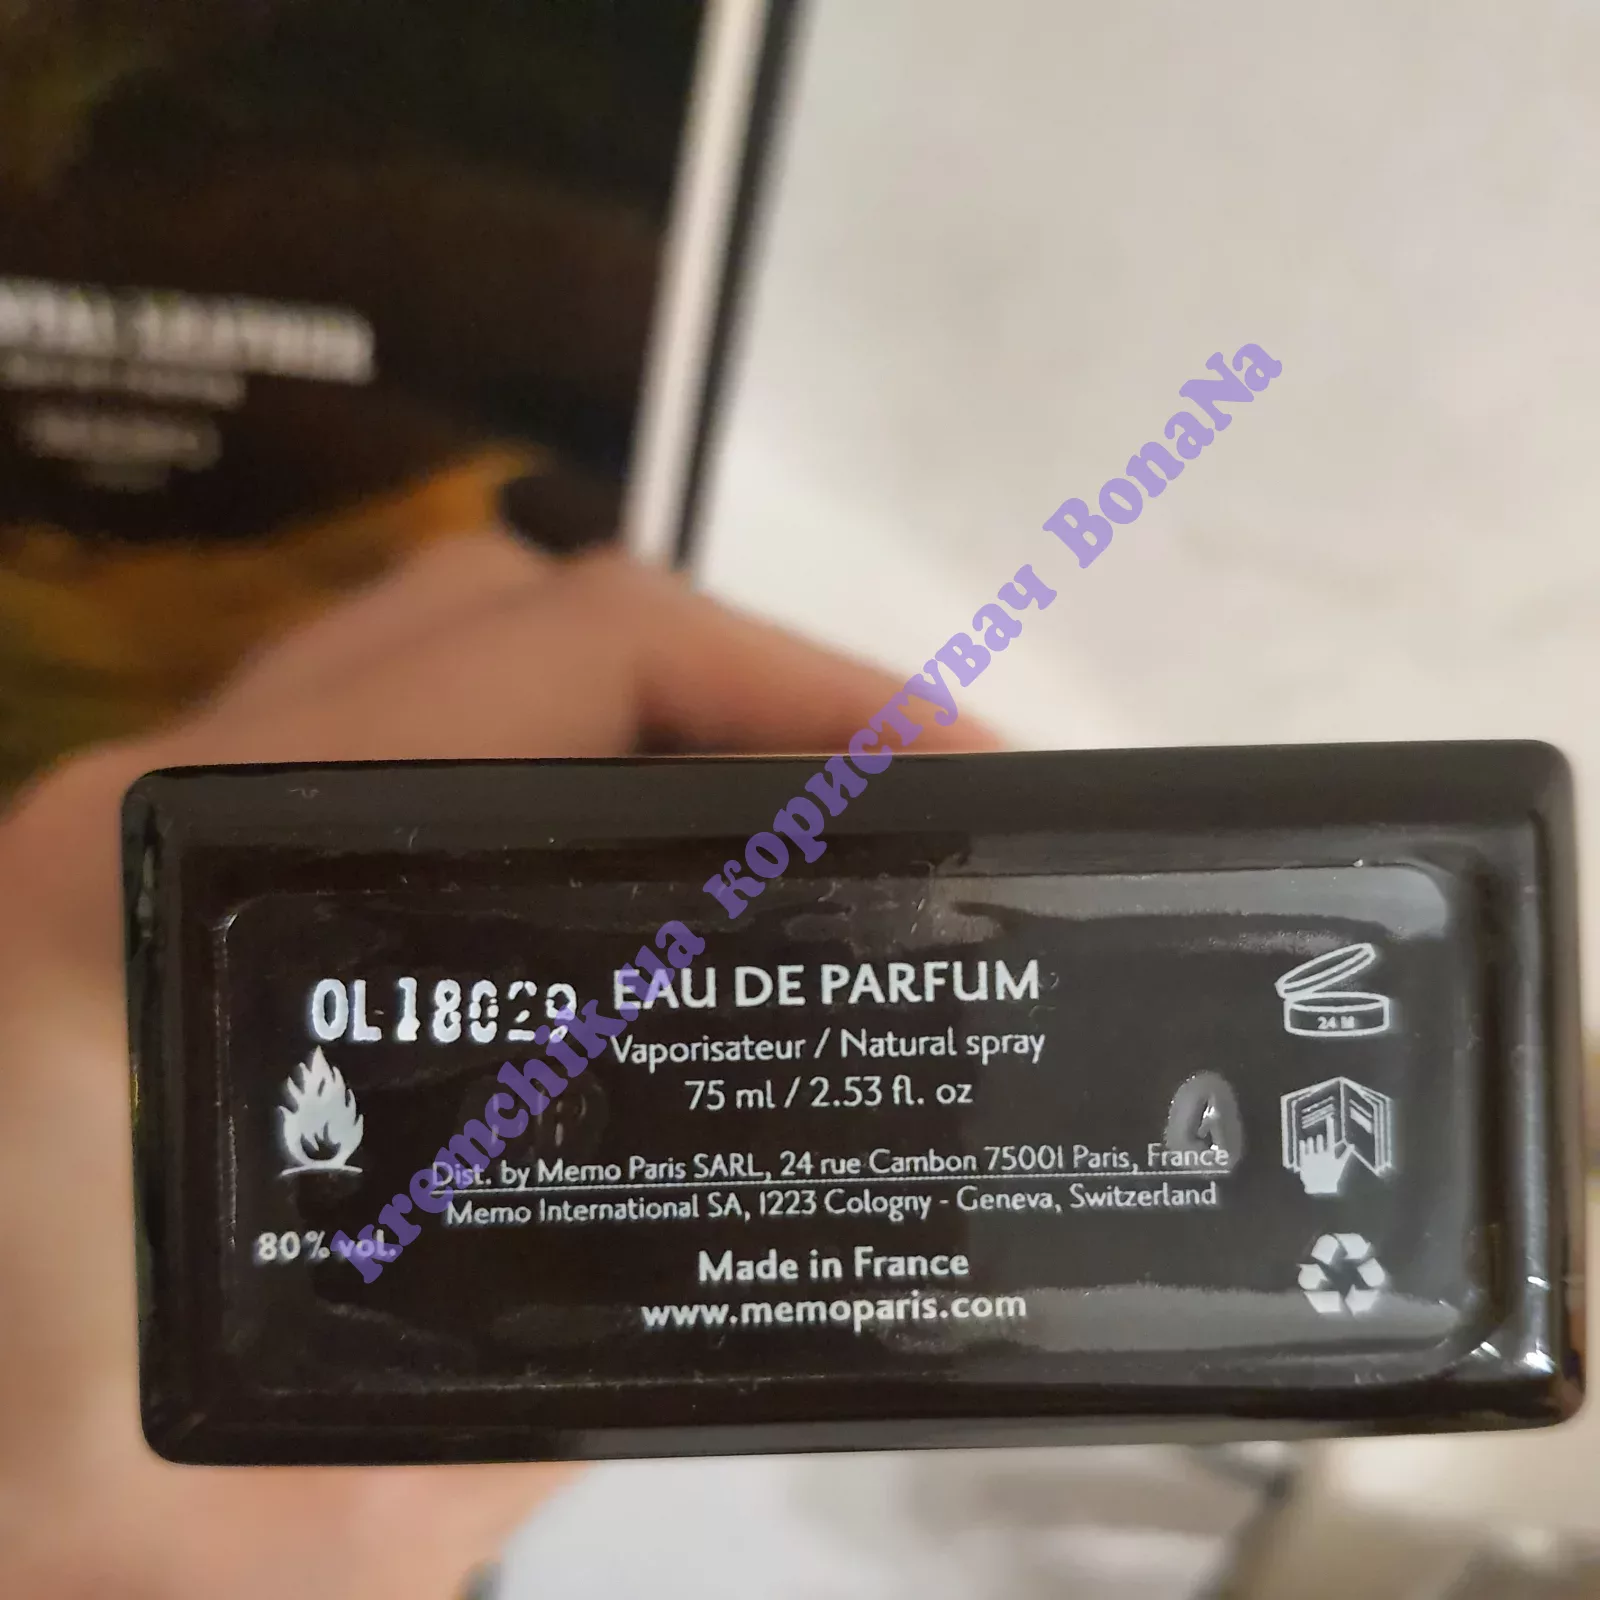 OL18029
EAU DE PARFUM
Vaporisateur / Natural spray
75 ml / 2.53 fl. oz
Dist. by Memo Paris SARL, 24 rue Cambon 75001 Paris, France
Memo International SA, 1223 Cologny - Geneva, Switzerland
80% vol.
Made in France
www.memoparis.com
24 M
A
kremchik.ua користувач BonaNa